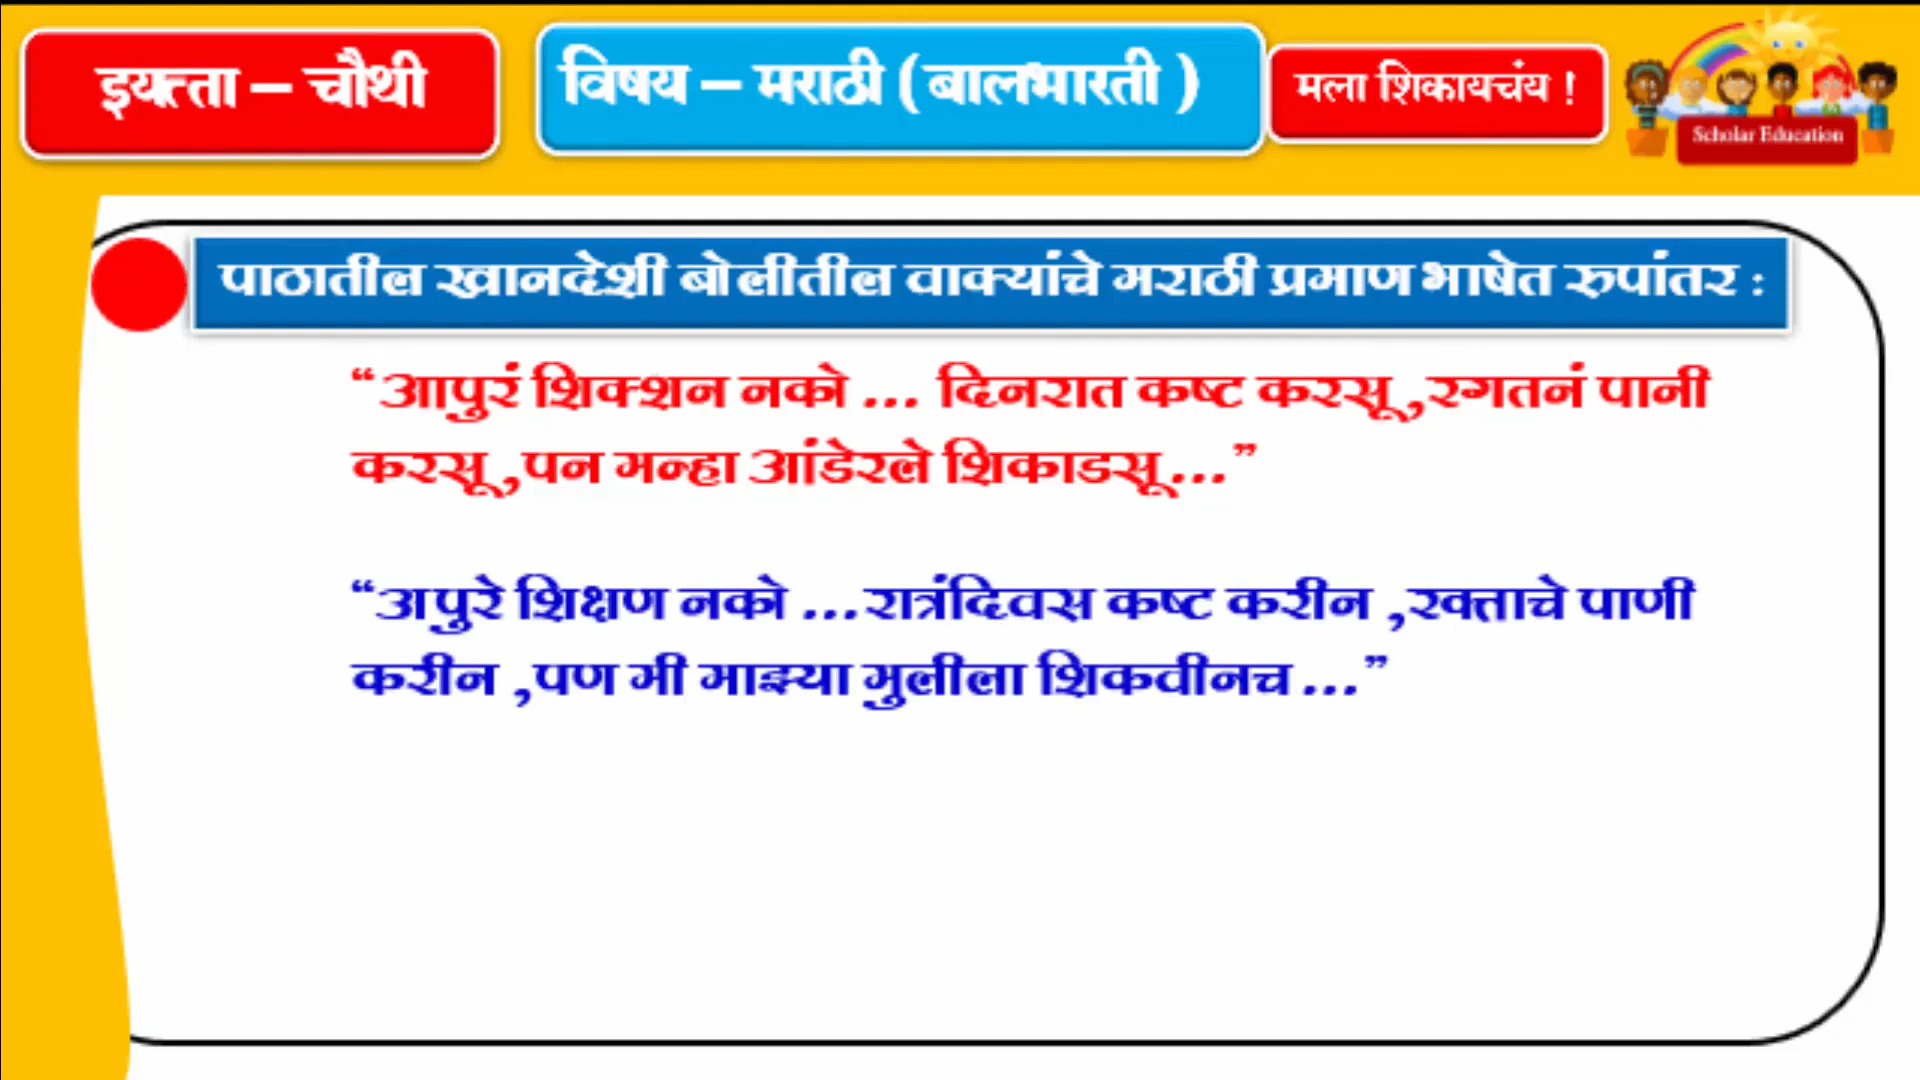 इयत्ता – चौथी
विषय – मराठी ( बालभारती )
मला शिकायचंय !
Scholar Education
पाठातील खानदेशी बोलीतील वाक्यांचे मराठी प्रमाण भाषेत रुपांतर :
“आपुरं शिक्शन नको ... दिनरात कष्ट करसू ,रगतनं पानी
करसू ,पन मन्हा आंडेरले शिकाडसू ...”
“अपुरे शिक्षण नको ...रात्रंदिवस कष्ट करीन ,रक्ताचे पाणी
करीन ,पण मी माझ्या मुलीला शिकवीनच ...”